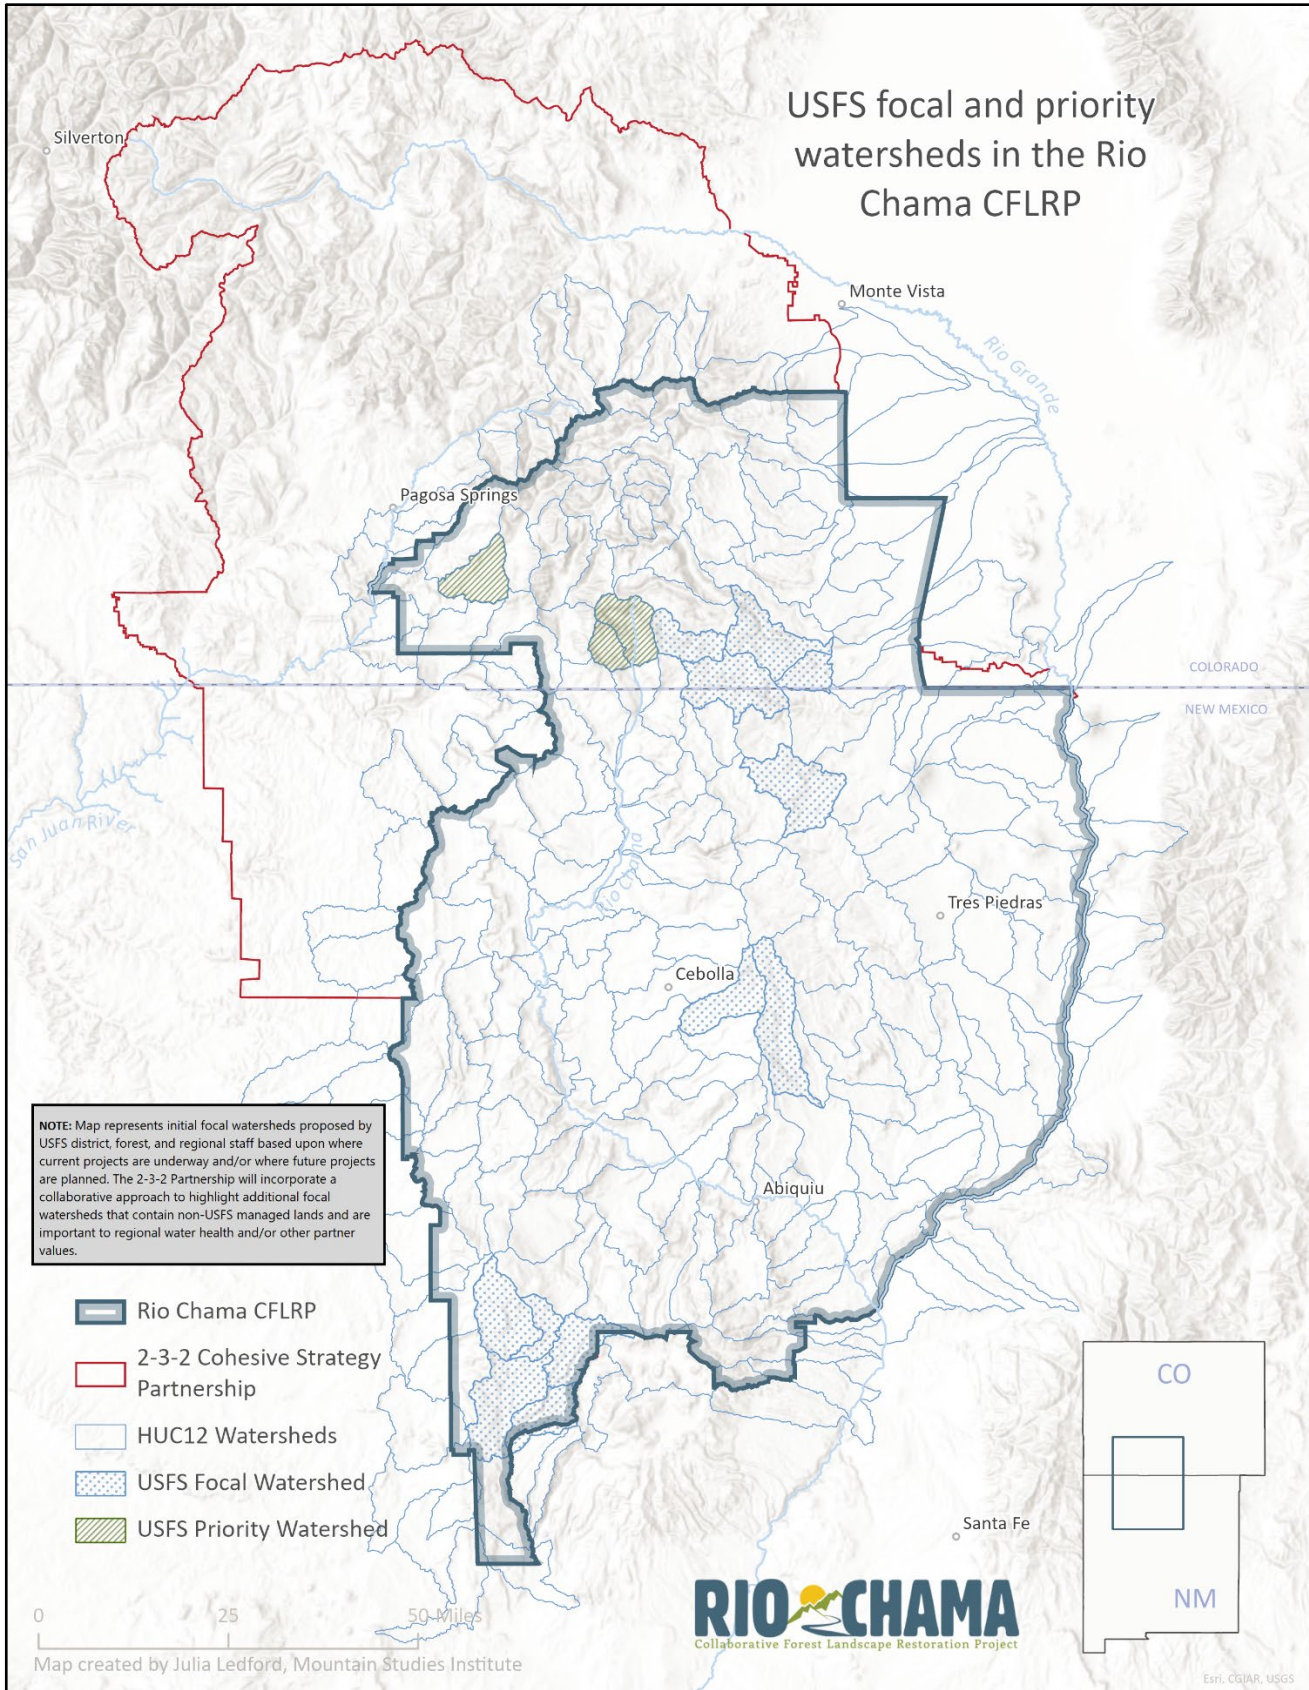 USFS focal and priority
watersheds in the Rio
Chama CFLRP
Silverton
Monte Vista
Rio Grande
Pagosa Springs
COLORADO
NEW MEXICO
San Juan River
Rio Chama
Tres Piedras
Cebolla
Abiquiu
NOTE: Map represents initial focal watersheds proposed by
USFS district, forest, and regional staff based upon where
current projects are underway and/or where future projects
are planned. The 2-3-2 Partnership will incorporate a
collaborative approach to highlight additional focal
watersheds that contain non-USFS managed lands and are
important to regional water health and/or other partner
values.
Rio Chama CFLRP
2-3-2 Cohesive Strategy
Partnership
HUC12 Watersheds
USFS Focal Watershed
USFS Priority Watershed
CO
NM
Santa Fe
RIO CHAMA
Collaborative Forest Landscape Restoration Project
0 25 50 Miles
Map created by Julia Ledford, Mountain Studies Institute
Esri, CGIAR, USGS